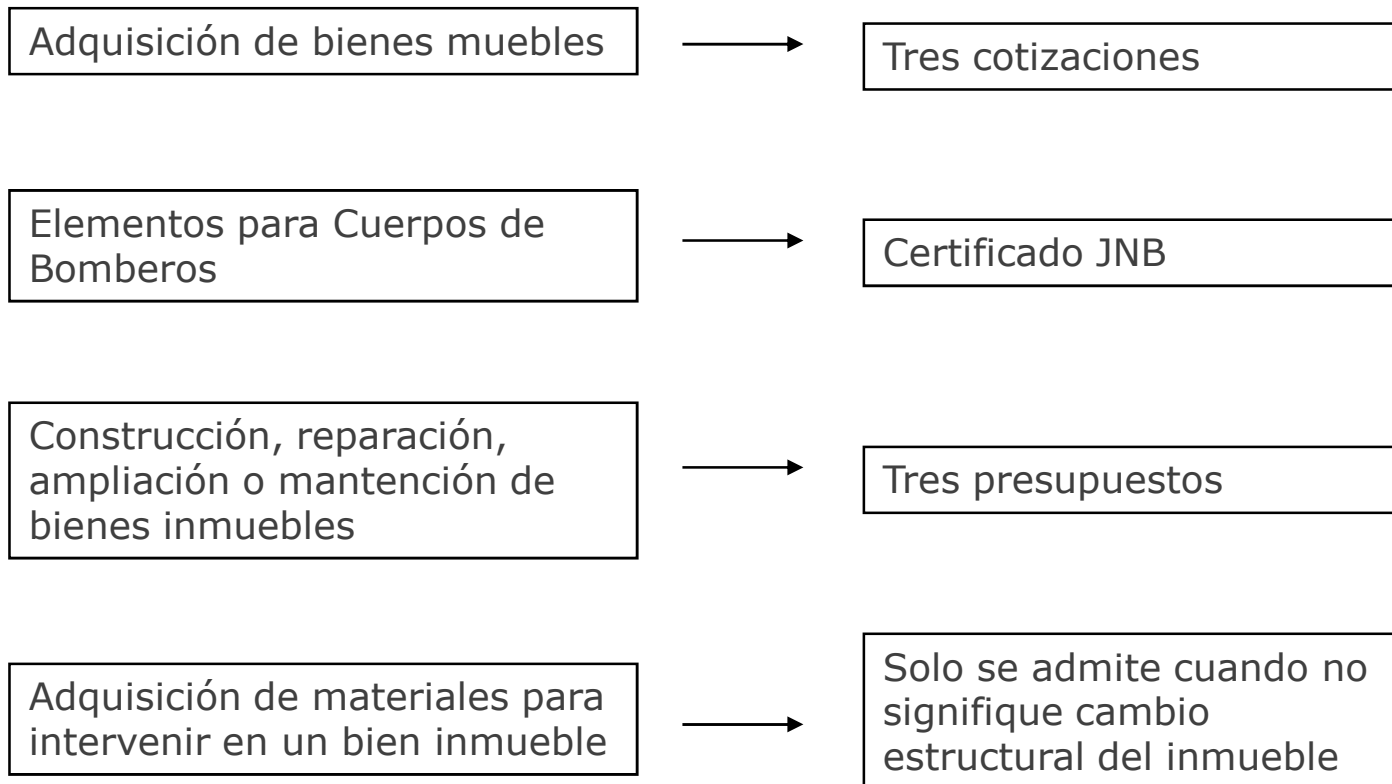 Adquisición de bienes muebles
Tres cotizaciones
Elementos para Cuerpos de
Bomberos
Certificado JNB
Construcción, reparación,
ampliación o mantención de
bienes inmuebles
Tres presupuestos
Adquisición de materiales para
intervenir en un bien inmueble
Solo se admite cuando no
signifique cambio
estructural del inmueble